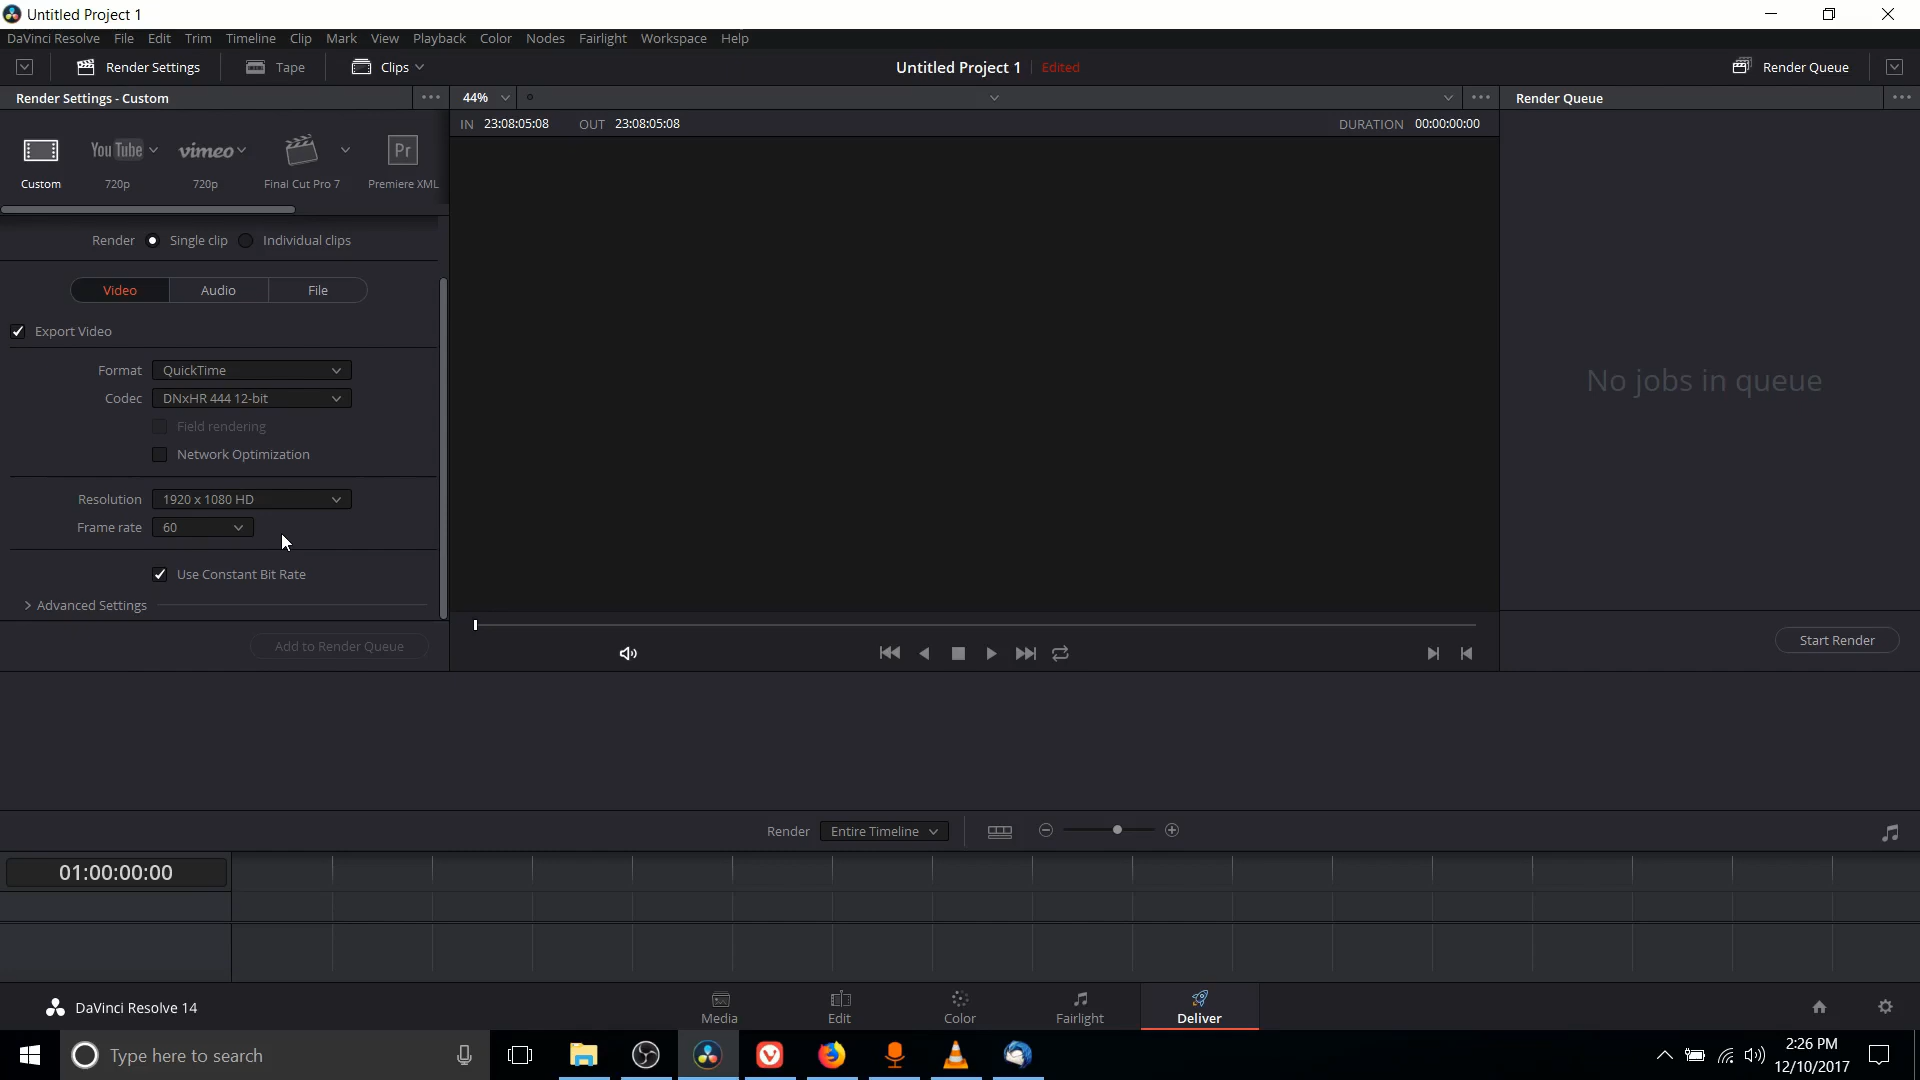 Untitled Project 1
DaVinci Resolve File Edit Trim Timeline Clip Mark View Playback Color Nodes Fairlight Workspace Help
Render Settings Tape Clips Untitled Project 1 Edited Render Queue
Render Settings - Custom 44% Render Queue
IN 23:08:05:08 OUT 23:08:05:08 DURATION 00:00:00:00
YouTube vimeo Pr
Custom 720p 720p Final Cut Pro 7 Premiere XML
Render Single clip Individual clips
Video Audio File
Export Video
Format QuickTime
No jobs in queue
Codec DNxHR 444 12-bit
Field rendering
Network Optimization
Resolution 1920 x 1080 HD
Frame rate 60
Use Constant Bit Rate
Advanced Settings
Add to Render Queue
Start Render
Render Entire Timeline
01:00:00:00
DaVinci Resolve 14
Media Edit Color Fairlight Deliver
Type here to search
2:26 PM
12/10/2017